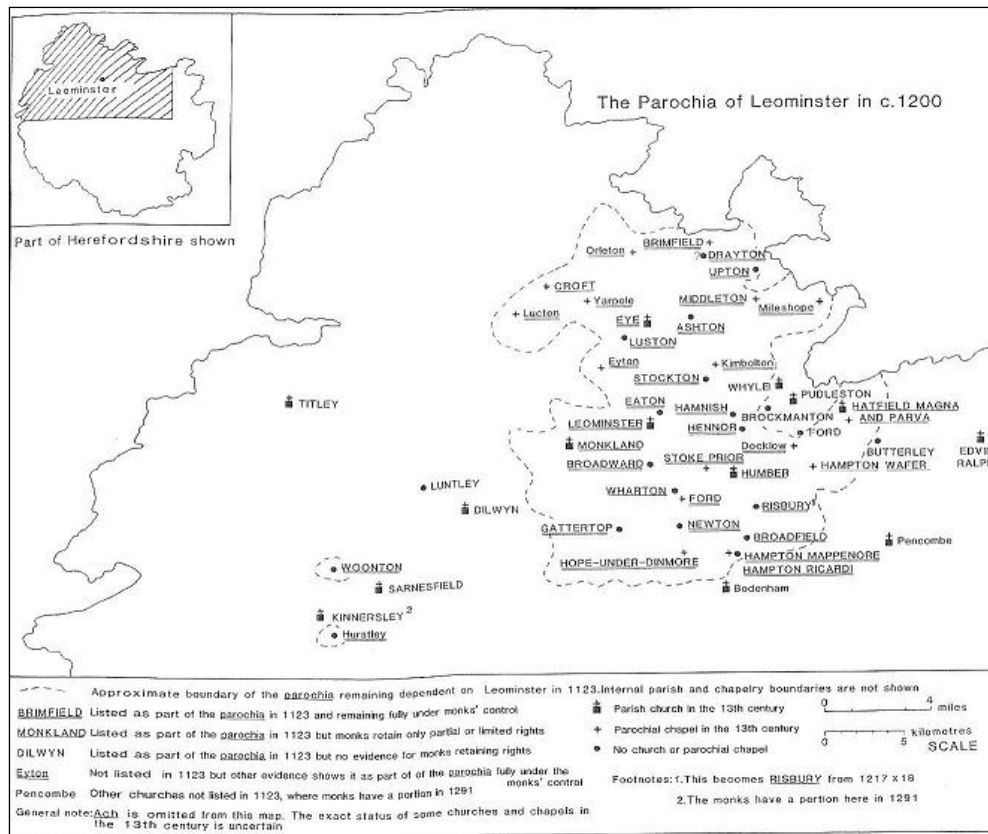 Leominster
Part of Herefordshire shown
The Parochia of Leominster in c.1200
Orleton
BRIMFIELD
?
DRAYTON
UPTON
CROFT
Yarpole
Lucton
MIDDLETON
Mileshope
EYE
ASHTON
LUSTON
Eyton
Kimbolton
STOCKTON
WHYLE
PUDLESTON
TITLEY
EATON
HAMNISH
BROCKMANTON
HATFIELD MAGNA
AND PARVA
LEOMINSTER
HENNOR
FORD
MONKLAND
Docklow
BUTTERLEY
EDVIN
RALPH
STOKE PRIOR
BROADWARD
HUMBER
HAMPTON WAFER
LUNTLEY
WHARTON
FORD
RISBURY1
DILWYN
GATTERTOP
NEWTON
BROADFIELD
Pencombe
HOPE-UNDER-DINMORE
HAMPTON MAPPENORE
HAMPTON RICARDI
WOONTON
SARNESFIELD
Bodenham
KINNERSLEY2
Hurstley
Approximate boundary of the parochia remaining dependent on Leominster in 1123.Internal parish and chapelry boundaries are not shown
BRIMFIELD Listed as part of the parochia in 1123 and remaining fully under monks' control
MONKLAND Listed as part of the parochia in 1123 but monks retain only partial or limited rights
DILWYN Listed as part of the parochia in 1123 but no evidence for monks retaining rights
Eyton Not listed in 1123 but other evidence shows it as part of of the parochia fully under the
monks' control
Pencombe Other churches not listed in 1123, where monks have a portion in 1291
General note:Ach is omitted from this map. The exact status of some churches and chapels in
the 13th century is uncertain
Parish church in the 13th century
Parochial chapel in the 13th century
No church or parochial chapel
0 4
miles
kilometres
0 5
SCALE
Footnotes:1.This becomes RISBURY from 1217 x 18
2.The monks have a portion here in 1291